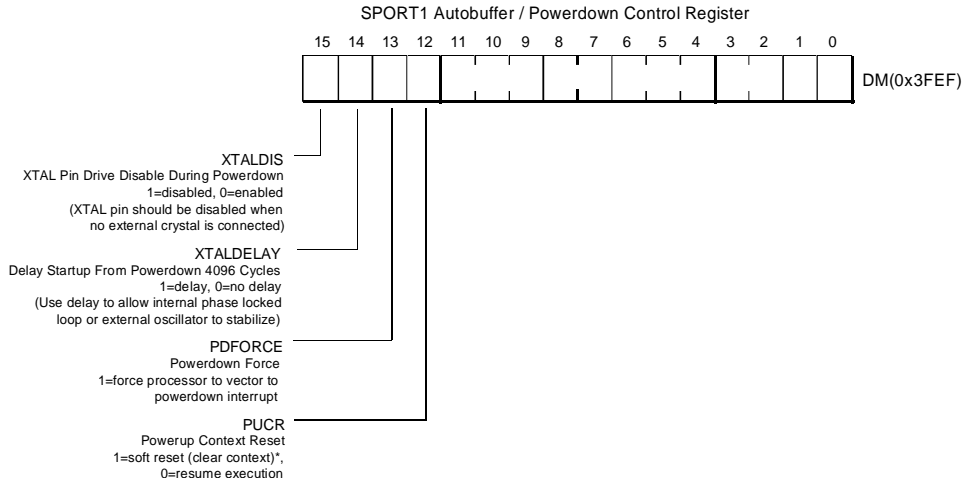 SPORT1 Autobuffer / Powerdown Control Register
15 14 13 12 11 10 9 8 7 6 5 4 3 2 1 0
DM(0x3FEF)
XTALDIS
XTAL Pin Drive Disable During Powerdown
1=disabled, 0=enabled
(XTAL pin should be disabled when
no external crystal is connected)
XTALDELAY
Delay Startup From Powerdown 4096 Cycles
1=delay, 0=no delay
(Use delay to allow internal phase locked
loop or external oscillator to stabilize)
PDFORCE
Powerdown Force
1=force processor to vector to
powerdown interrupt
PUCR
Powerup Context Reset
1=soft reset (clear context)*,
0=resume execution